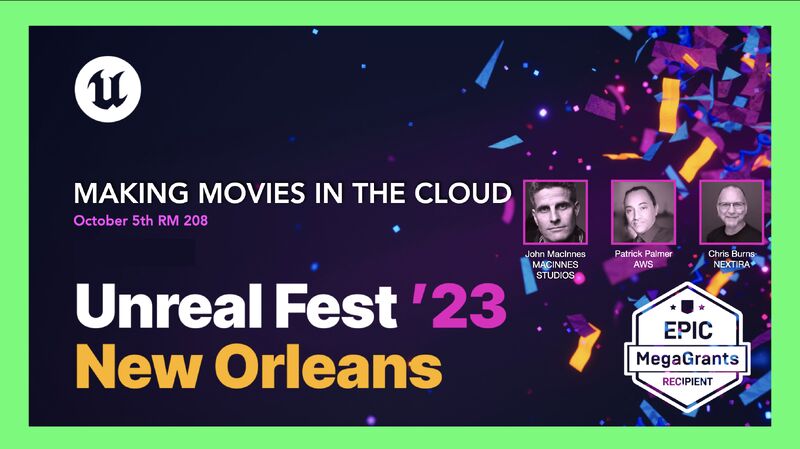 MAKING MOVIES IN THE CLOUD
October 5th RM 208
John MacInnes
MACINNES
STUDIOS
Patrick Palmer
AWS
Chris Burns
NEXTIRA
Unreal Fest ’23
New Orleans
EPIC
MegaGrants
RECIPIENT